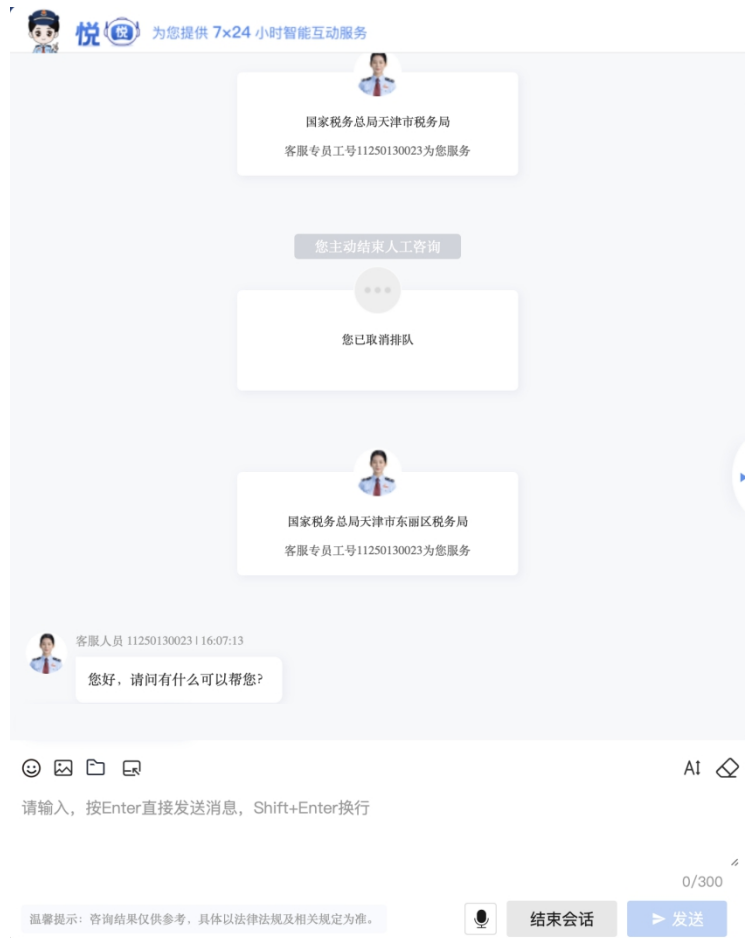 悦 悦 为您提供 7×24 小时智能互动服务
国家税务总局天津市税务局
客服专员工号11250130023为您服务
您主动结束人工咨询
您已取消排队
国家税务总局天津市东丽区税务局
客服专员工号11250130023为您服务
客服人员 11250130023 | 16:07:13
您好，请问有什么可以帮您?
请输入，按Enter直接发送消息，Shift+Enter换行
0/300
温馨提示：咨询结果仅供参考，具体以法律法规及相关规定为准。
结束会话
发送